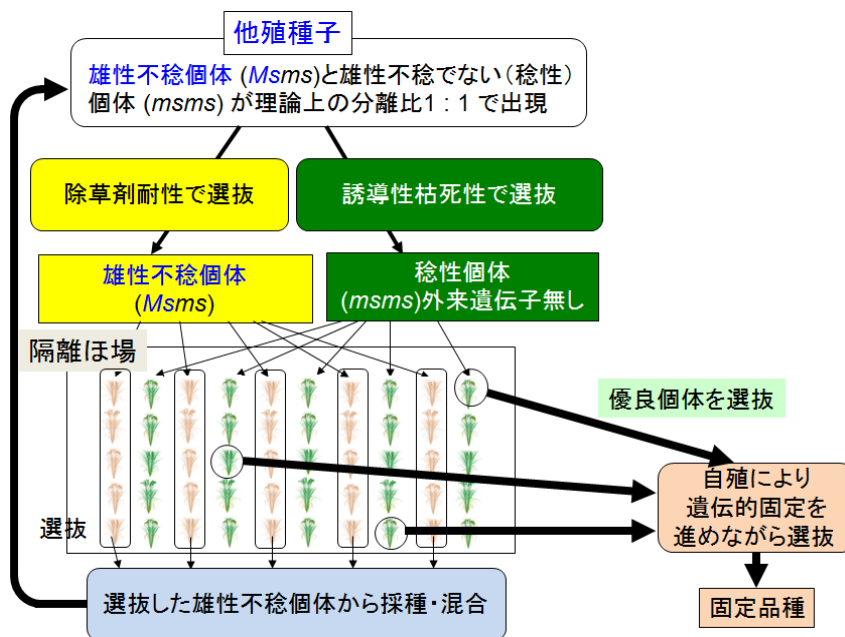 他殖種子
雄性不稔個体 (Msms)と雄性不稔でない（稔性）
個体 (msms) が理論上の分離比1 : 1 で出現
除草剤耐性で選抜
誘導性枯死性で選抜
雄性不稔個体
(Msms)
稔性個体
(msms)外来遺伝子無し
隔離ほ場
優良個体を選抜
自殖により
遺伝的固定を
進めながら選抜
選抜
選抜した雄性不稔個体から採種・混合
固定品種